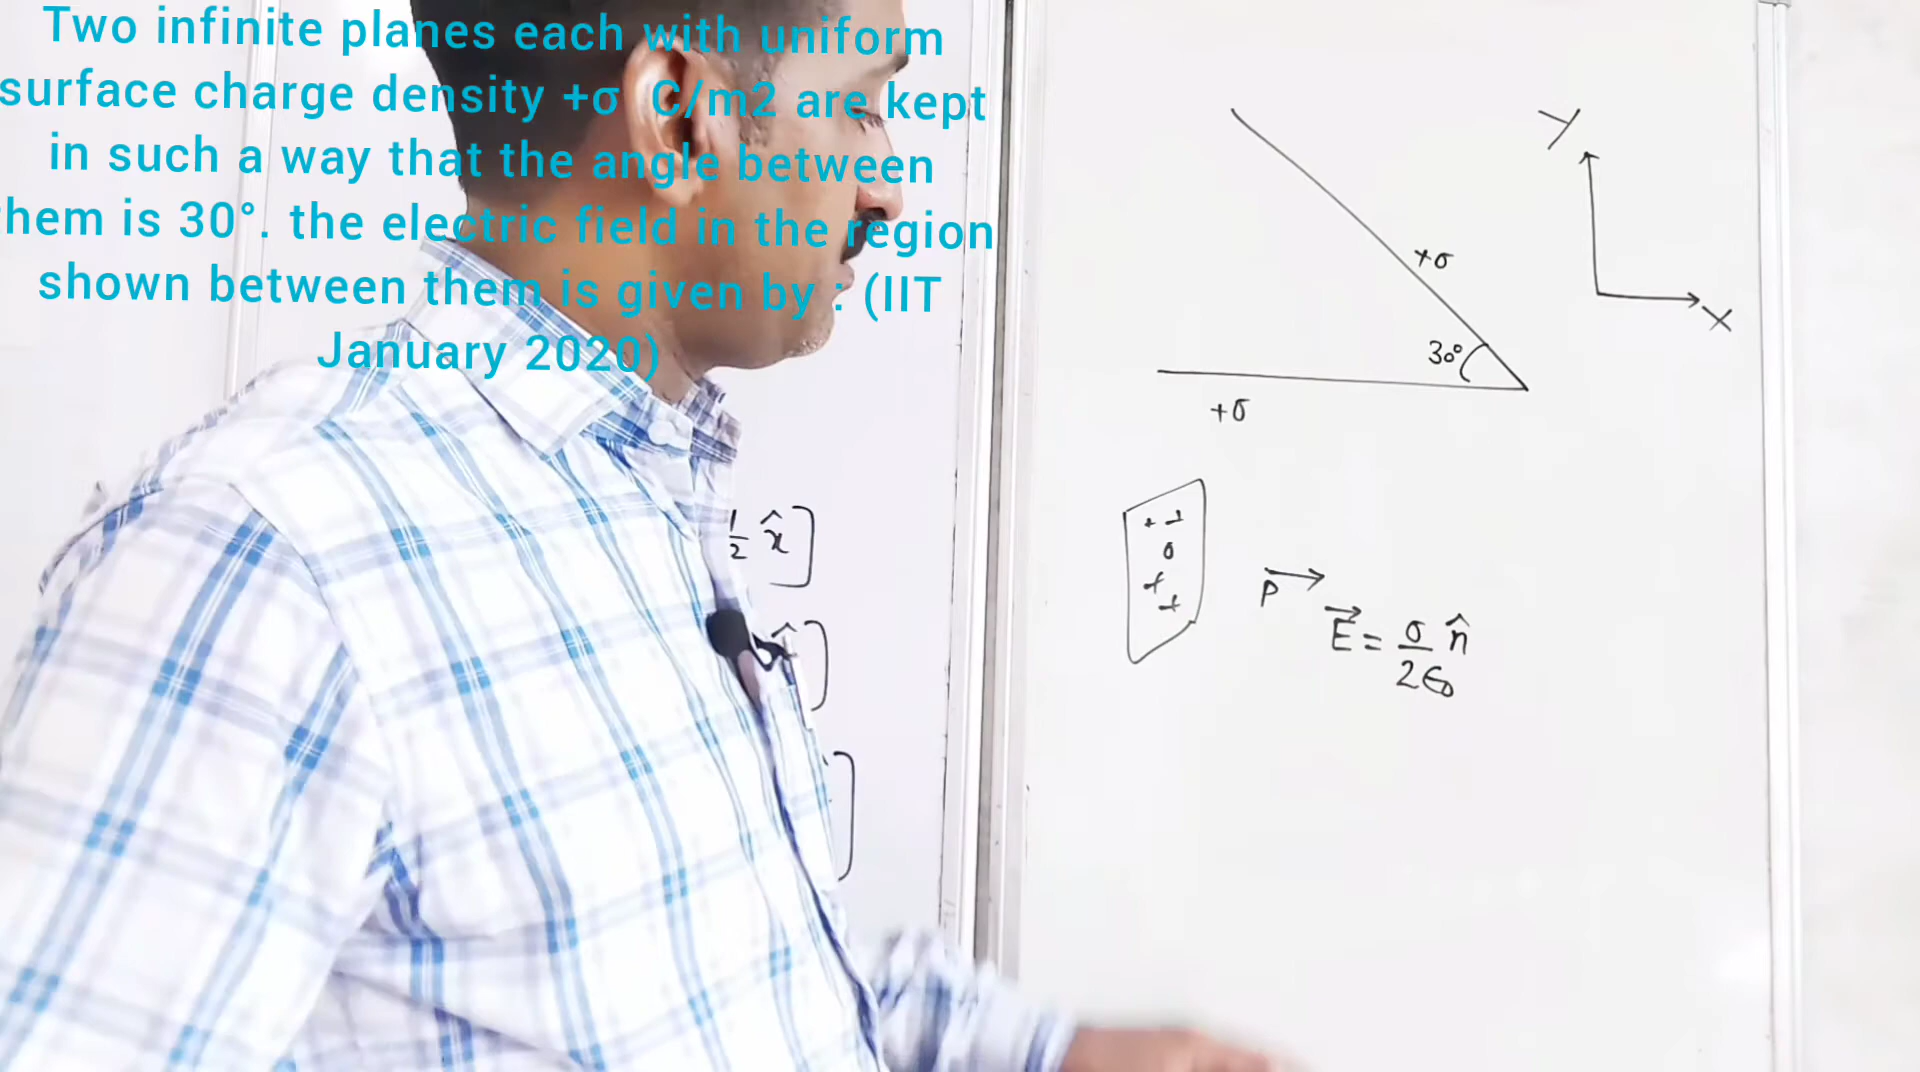 Two infinite planes each with uniform
surface charge density +σ C/m2 are kept
in such a way that the angle between
hem is 30°. the electric field in the region
shown between them is given by : (IIT
January 2020)
Y
X
+σ
30°
+σ
1/2 x̂]
]
]
+ +
σ
+
+
P
E⃗ = σ/2ϵ₀ n̂